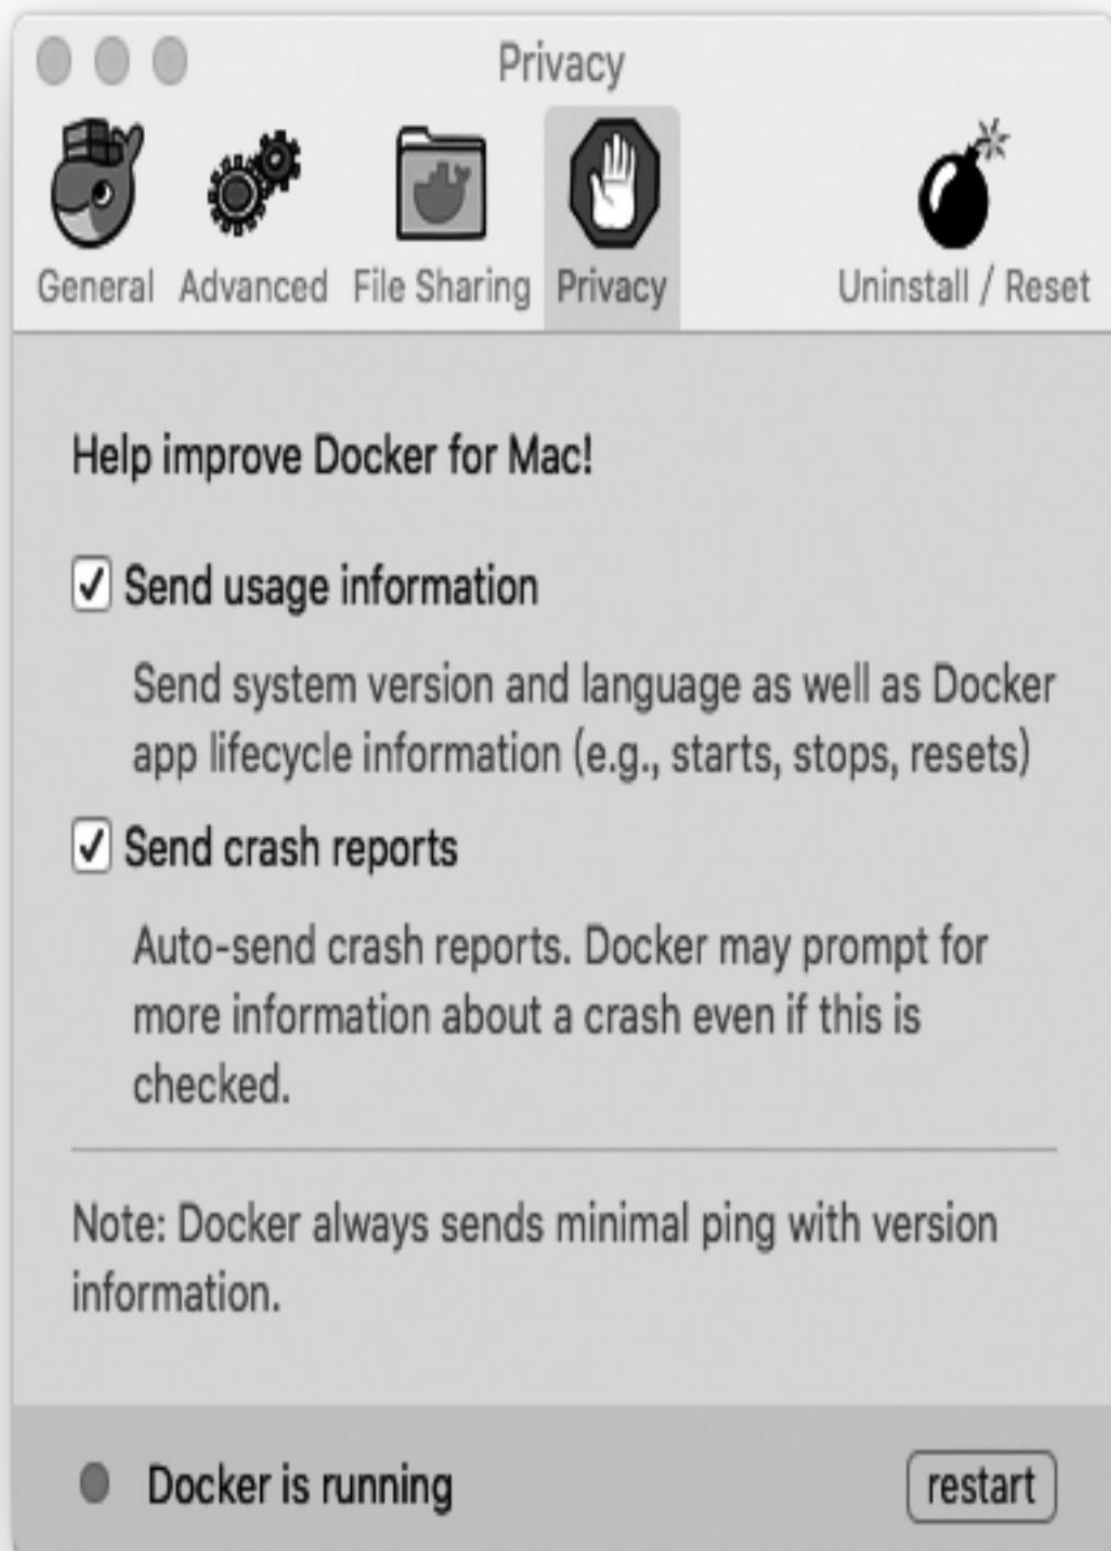 Privacy
General Advanced File Sharing Privacy Uninstall / Reset
Help improve Docker for Mac!
Send usage information
Send system version and language as well as Docker
app lifecycle information (e.g., starts, stops, resets)
Send crash reports
Auto-send crash reports. Docker may prompt for
more information about a crash even if this is
checked.
Note: Docker always sends minimal ping with version
information.
Docker is running restart